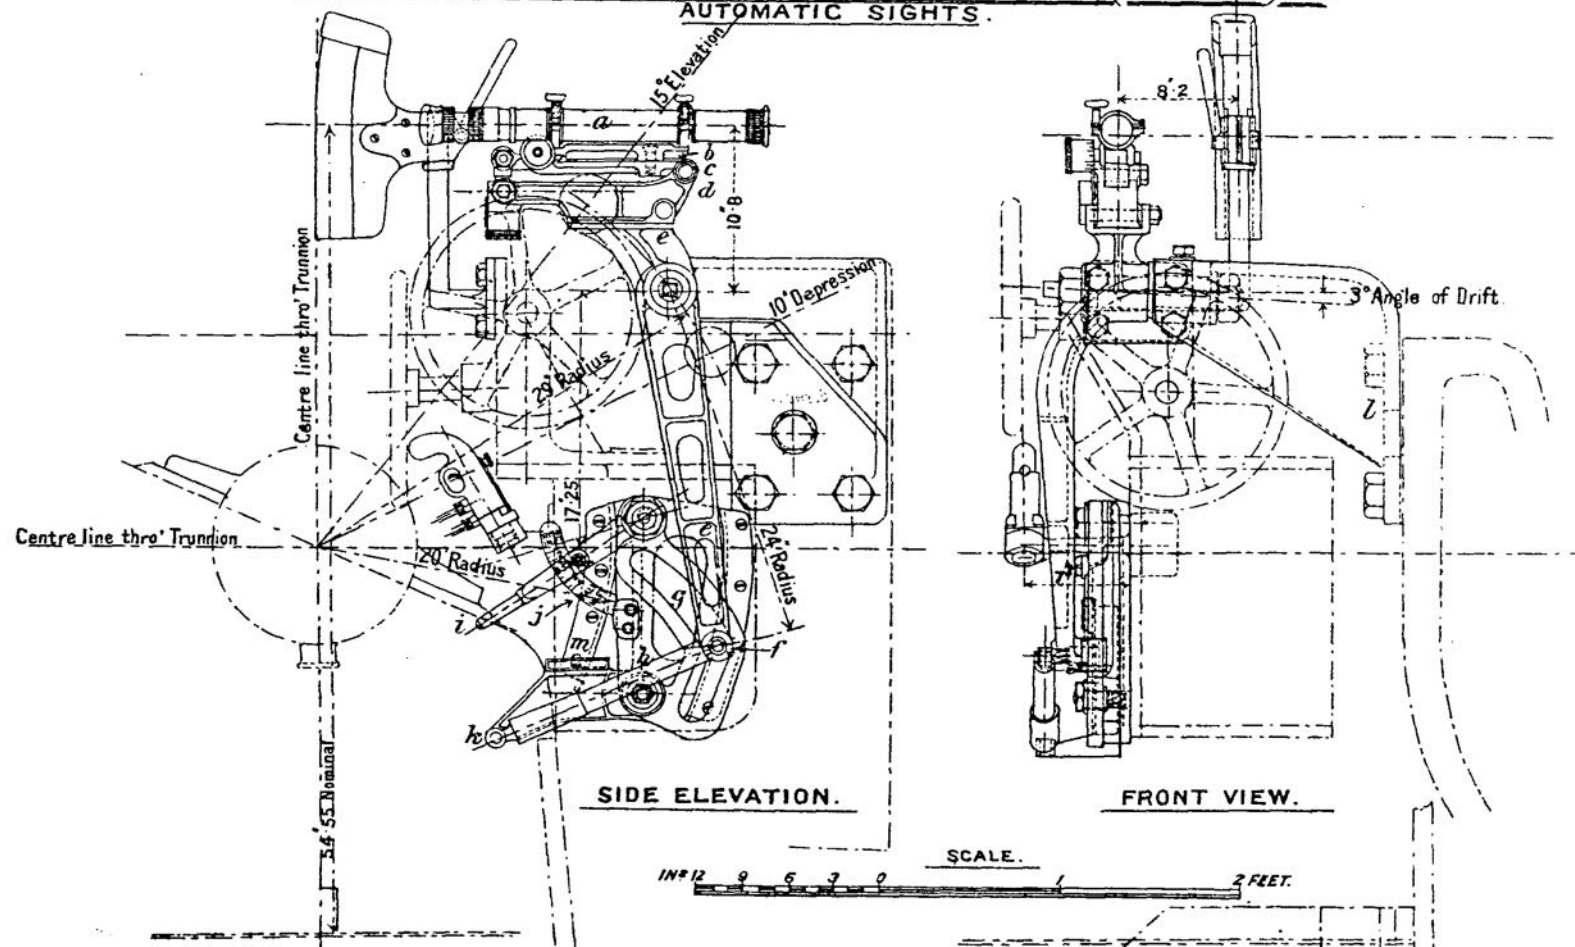 AUTOMATIC SIGHTS.
15° Elevation
8".2
a
b
c
d
10".8
e
Centre line thro' Trunnion
10° Depression
3° Angle of Drift.
29" Radius
l
17".25
Centre line thro' Trunnion
20" Radius
e
24" Radius
7"
g
j
i
m
h
f
k
54".55 Nominal
SIDE ELEVATION.
FRONT VIEW.
SCALE.
INS 12 9 6 3 0 1 2 FEET.